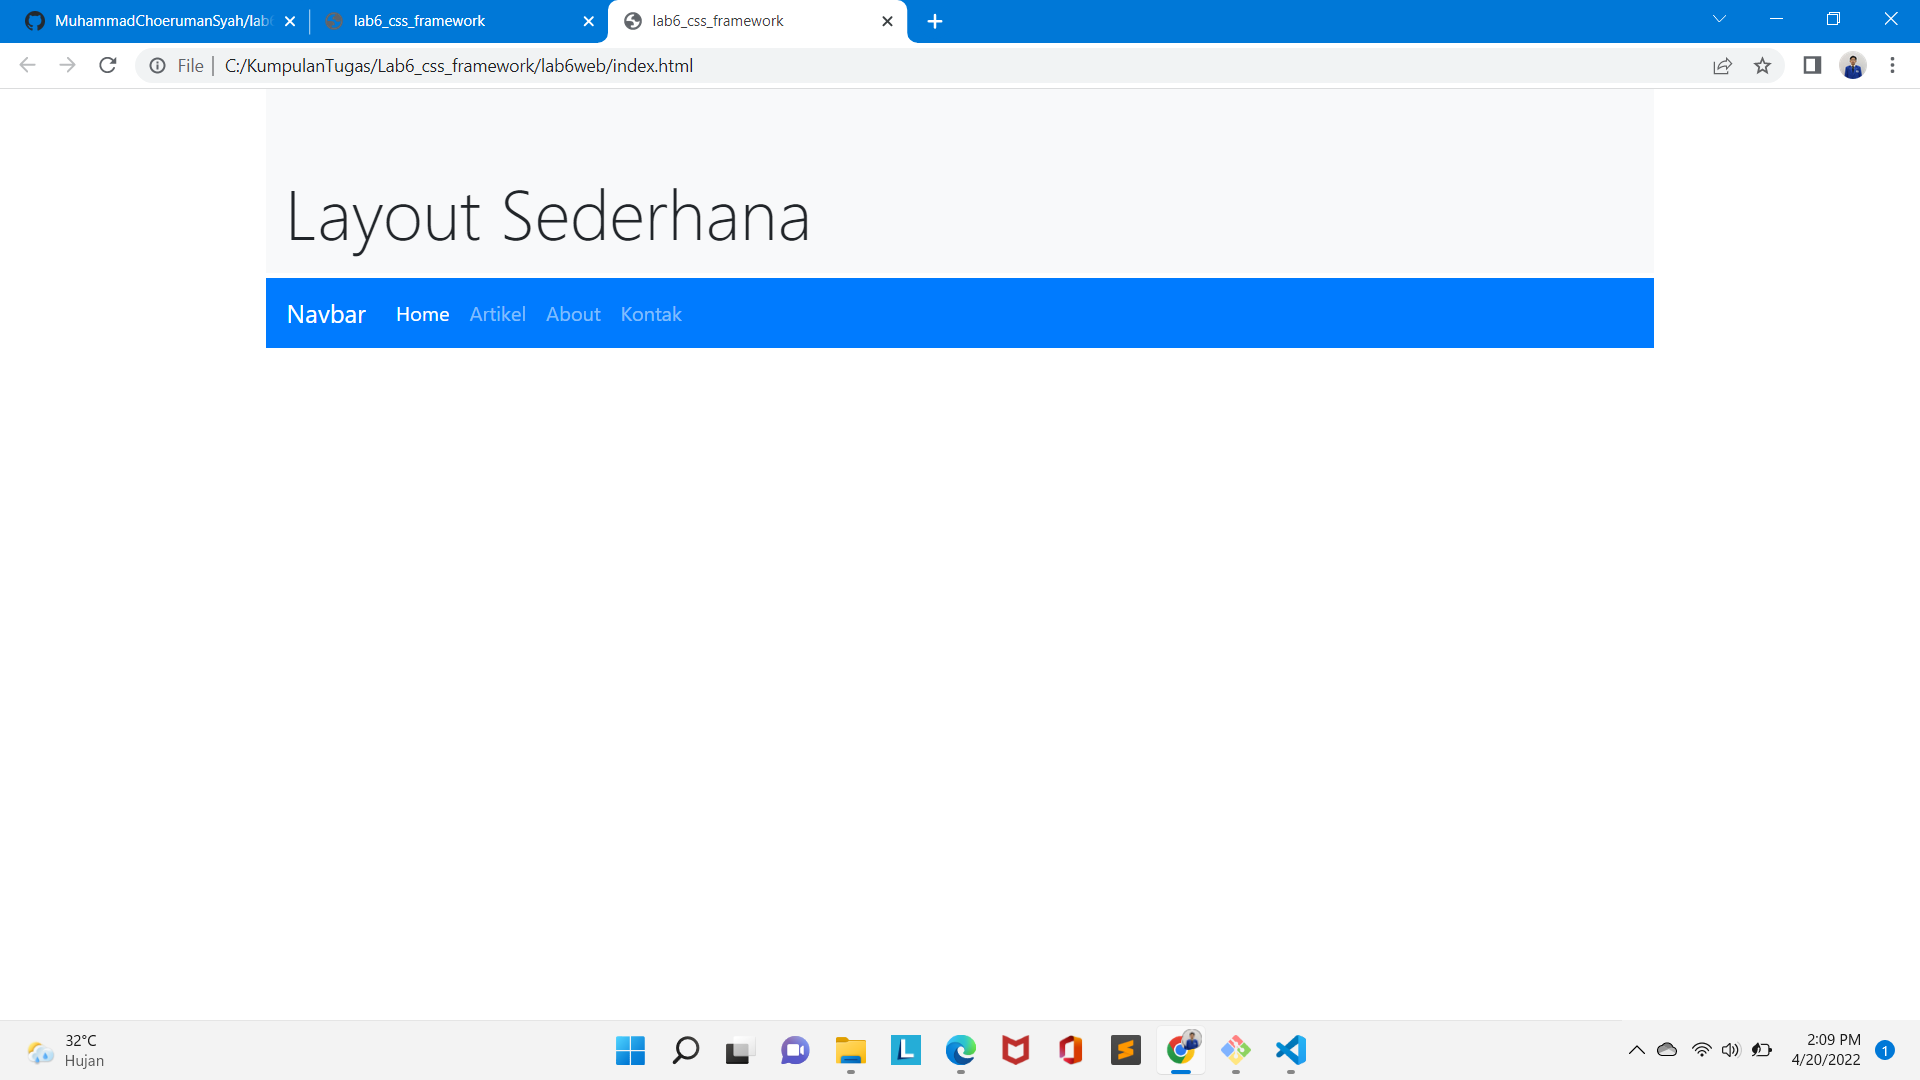 MuhammadChoerumanSyah/lab6
lab6_css_framework
lab6_css_framework
File
C:/KumpulanTugas/Lab6_css_framework/lab6web/index.html
Layout Sederhana
Navbar Home Artikel About Kontak
32°C
Hujan
2:09 PM
4/20/2022
1